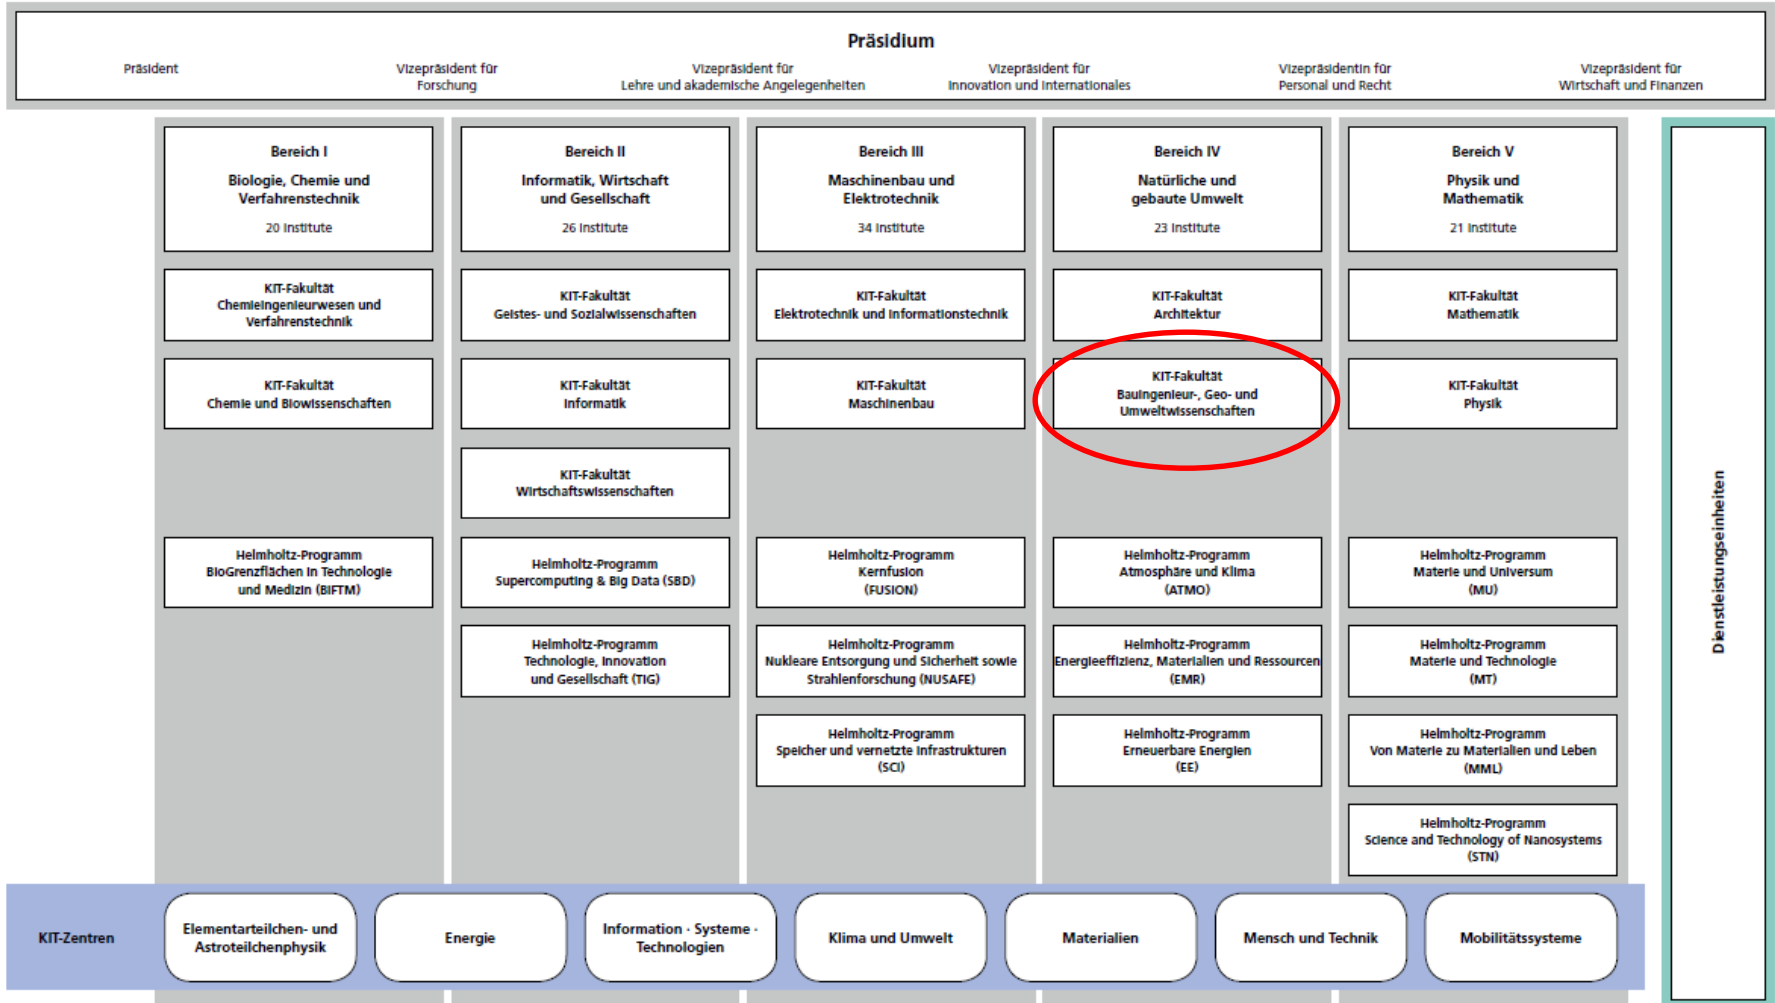 Präsidium
Präsident
Vizepräsident für
Forschung
Vizepräsident für
Lehre und akademische Angelegenheiten
Vizepräsident für
Innovation und Internationales
Vizepräsidentin für
Personal und Recht
Vizepräsident für
Wirtschaft und Finanzen
Bereich I
Biologie, Chemie und
Verfahrenstechnik
20 Institute
KIT-Fakultät
Chemieingenieurwesen und
Verfahrenstechnik
KIT-Fakultät
Chemie und Biowissenschaften
Helmholtz-Programm
BioGrenzflächen in Technologie
und Medizin (BIFTM)
Bereich II
Informatik, Wirtschaft
und Gesellschaft
26 Institute
KIT-Fakultät
Geistes- und Sozialwissenschaften
KIT-Fakultät
Informatik
KIT-Fakultät
Wirtschaftswissenschaften
Helmholtz-Programm
Supercomputing & Big Data (SBD)
Helmholtz-Programm
Technologie, Innovation
und Gesellschaft (TIG)
Bereich III
Maschinenbau und
Elektrotechnik
34 Institute
KIT-Fakultät
Elektrotechnik und Informationstechnik
KIT-Fakultät
Maschinenbau
Helmholtz-Programm
Kernfusion
(FUSION)
Helmholtz-Programm
Nukleare Entsorgung und Sicherheit sowie
Strahlenforschung (NUSAFE)
Helmholtz-Programm
Speicher und vernetzte Infrastrukturen
(SCI)
Bereich IV
Natürliche und
gebaute Umwelt
23 Institute
KIT-Fakultät
Architektur
KIT-Fakultät
Bauingenieur-, Geo- und
Umweltwissenschaften
Helmholtz-Programm
Atmosphäre und Klima
(ATMO)
Helmholtz-Programm
Energieeffizienz, Materialien und Ressourcen
(EMR)
Helmholtz-Programm
Erneuerbare Energien
(EE)
Bereich V
Physik und
Mathematik
21 Institute
KIT-Fakultät
Mathematik
KIT-Fakultät
Physik
Helmholtz-Programm
Materie und Universum
(MU)
Helmholtz-Programm
Materie und Technologie
(MT)
Helmholtz-Programm
Von Materie zu Materialien und Leben
(MML)
Helmholtz-Programm
Science and Technology of Nanosystems
(STN)
Dienstleistungseinheiten
KIT-Zentren
Elementarteilchen- und
Astroteilchenphysik
Energie
Information · Systeme ·
Technologien
Klima und Umwelt
Materialien
Mensch und Technik
Mobilitätssysteme